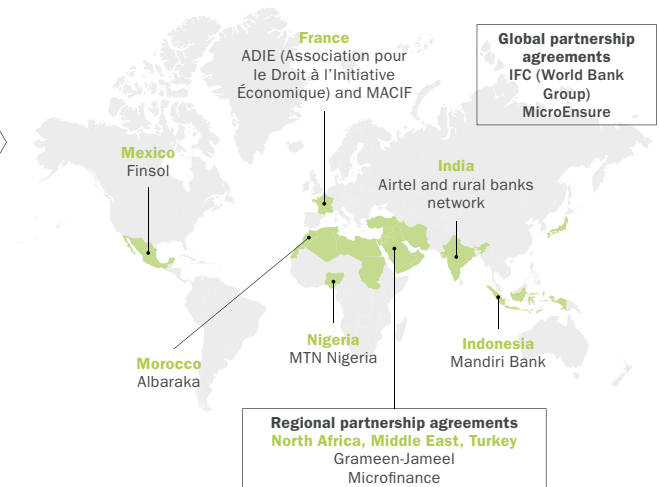 France
ADIE (Association pour
le Droit à l’Initiative
Économique) and MACIF
Global partnership
agreements
IFC (World Bank
Group)
MicroEnsure
Mexico
Finsol
India
Airtel and rural banks
network
Nigeria
MTN Nigeria
Indonesia
Mandiri Bank
Morocco
Albaraka
Regional partnership agreements
North Africa, Middle East, Turkey
Grameen-Jameel
Microfinance